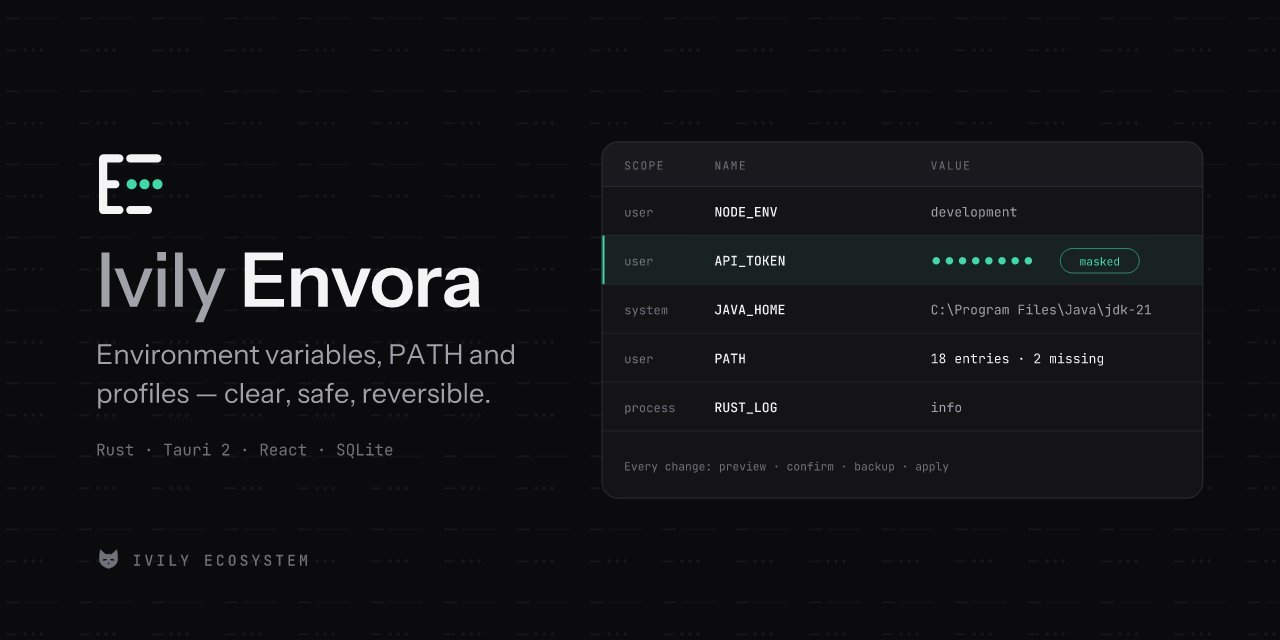 Ivily Envora
Environment variables, PATH and
profiles — clear, safe, reversible.
Rust · Tauri 2 · React · SQLite
IVILY ECOSYSTEM
SCOPE NAME VALUE
user NODE_ENV development
user API_TOKEN ●●●●●●●● masked
system JAVA_HOME C:\Program Files\Java\jdk-21
user PATH 18 entries · 2 missing
process RUST_LOG info
Every change: preview · confirm · backup · apply